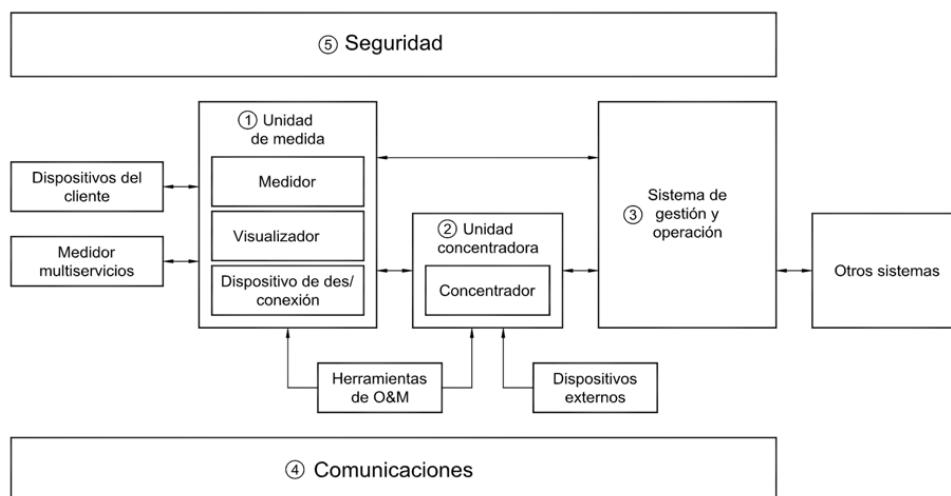 ⑤ Seguridad
① Unidad
de medida
Medidor
Visualizador
Dispositivo de des/
conexión
Dispositivos del
cliente
Medidor
multiservicios
② Unidad
concentradora
Concentrador
③ Sistema de
gestión y
operación
Otros sistemas
Herramientas
de O&M
Dispositivos
externos
④ Comunicaciones